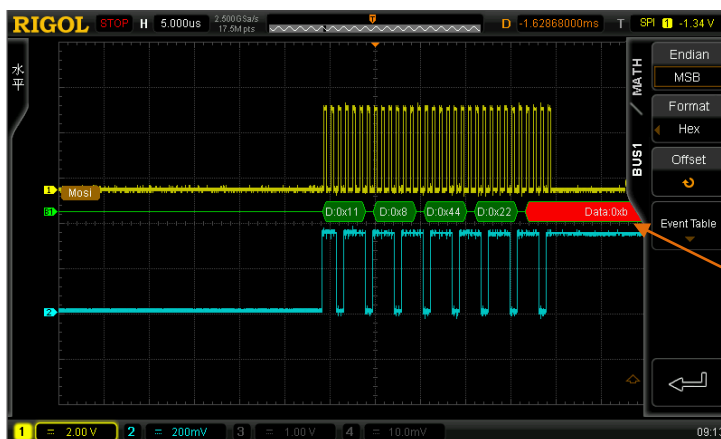 RIGOL STOP H 5.000us 2.500GSa/s 17.5Mpts D -1.62868000ms T SPI 1 -1.34 V
水平
MATH
BUS1
Endian
MSB
Format
Hex
Offset
Event Table
1 Mosi
B1 D:0x11 D:0x8 D:0x44 D:0x22 Data:0xb
2
1 = 2.00 V 2 = 200mV 3 = 1.00 V 4 = 10.0mV